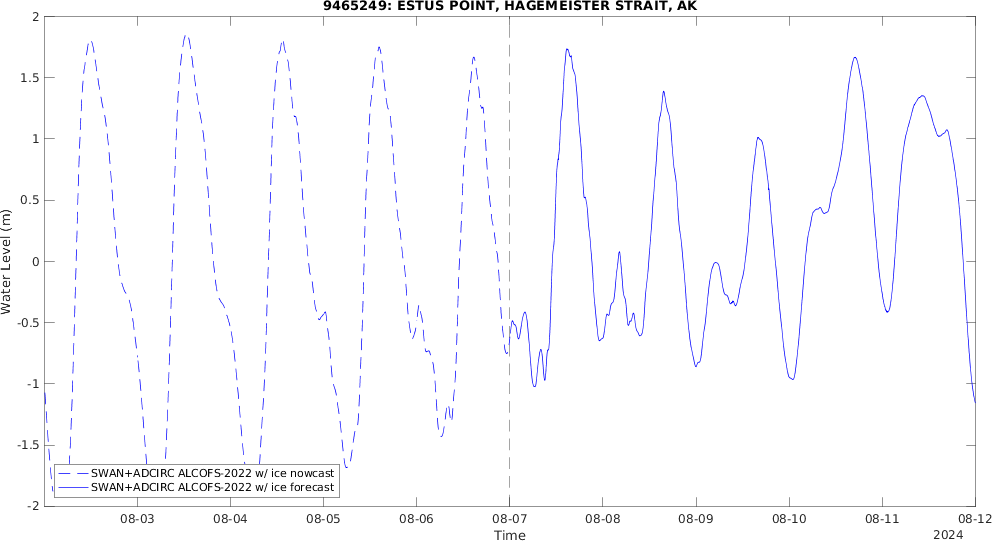 9465249: ESTUS POINT, HAGEMEISTER STRAIT, AK
2
1.5
1
0.5
0
-0.5
-1
-1.5
-2
Water Level (m)
SWAN+ADCIRC ALCOFS-2022 w/ ice nowcast
SWAN+ADCIRC ALCOFS-2022 w/ ice forecast
08-03 08-04 08-05 08-06 08-07 08-08 08-09 08-10 08-11 08-12
Time
2024